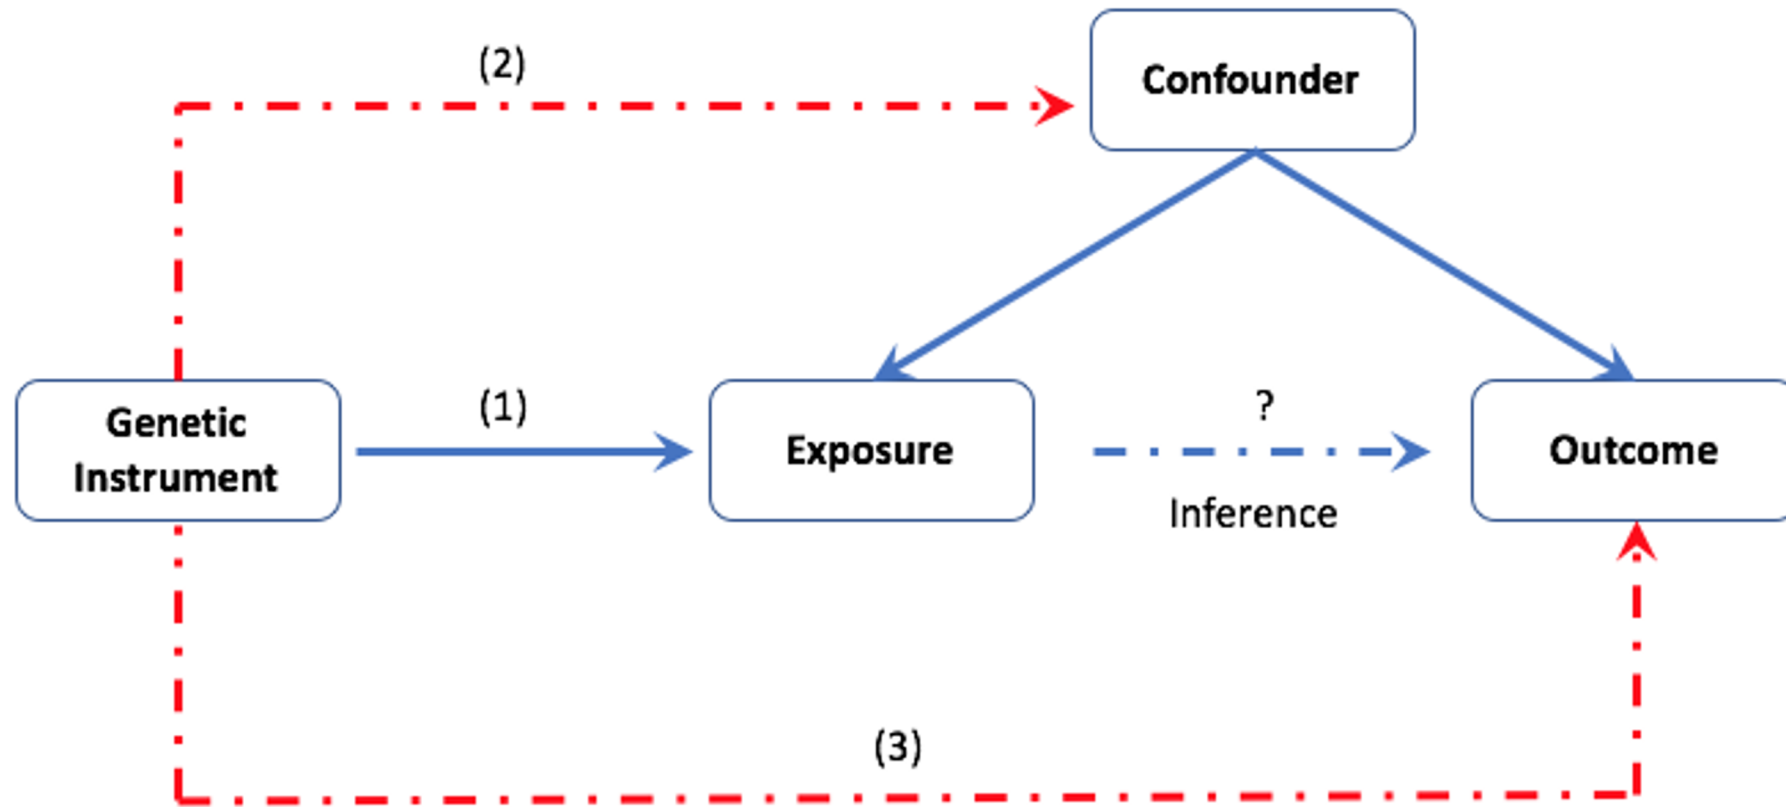 (2)
Confounder
Genetic
Instrument
(1)
Exposure
?
Inference
Outcome
(3)